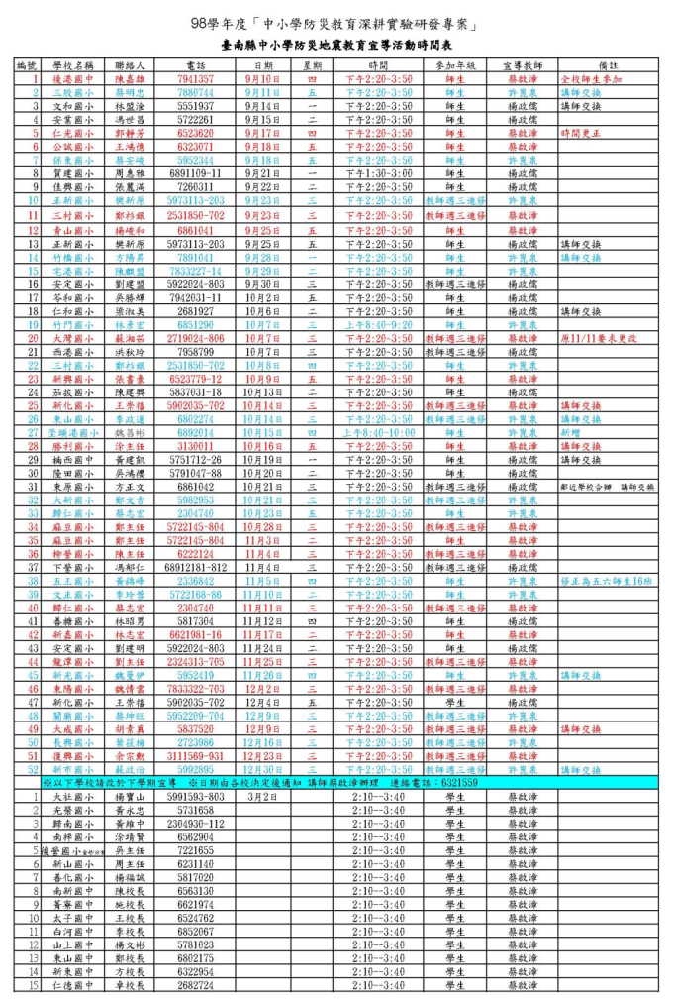 98學年度「中小學防災教育深耕實驗研發專案」
臺南縣中小學防災地震教育宣導活動時間表
編號 學校名稱 聯絡人 電話 日期 星期 時間 參加年級 宣導教師 備註
1 後港國中 陳嘉雄 7941357 9月10日 四 下午2:20-3:50 師生 蔡啟漳 全校師生參加
2 三股國小 蔡明忠 7880744 9月11日 五 下午2:20-3:50 師生 許崑泉 講師交換
3 文和國小 林盟淦 5551937 9月14日 一 下午2:20-3:50 師生 楊政儒 講師交換
4 安業國小 馮世昌 5722261 9月15日 二 下午2:20-3:50 師生 楊政儒
5 仁光國小 郭靜芳 6523620 9月17日 四 下午2:20-3:50 師生 蔡啟漳 時間更正
6 公誠國小 王鴻億 6323071 9月18日 五 下午2:20-3:50 師生 蔡啟漳
7 保東國小 蔡安峻 5952344 9月18日 五 下午2:20-3:50 師生 許崑泉
8 賀建國小 周惠雅 6891109-11 9月21日 一 下午1:30-3:00 師生 楊政儒
9 佳興國小 張麗滿 7260311 9月22日 二 下午2:20-3:50 師生 楊政儒
10 正新國小 樊新原 5973113-203 9月23日 三 下午2:20-3:50 教師週三進修 許崑泉
11 三村國小 鄭杉銀 2531850-702 9月23日 三 下午2:20-3:50 教師週三進修 蔡啟漳
12 青山國小 楊峻和 6861041 9月25日 五 下午2:20-3:50 師生 蔡啟漳
13 正新國小 樊新原 5973113-203 9月25日 五 下午2:20-3:50 師生 楊政儒 講師交換
14 竹橋國小 方陽昇 7891041 9月28日 一 下午2:20-3:50 師生 許崑泉 講師交換
15 宅港國小 陳麒盟 7833227-14 9月29日 二 下午2:20-3:50 師生 許崑泉
16 安定國小 劉建盟 5922024-803 9月30日 三 下午2:20-3:50 教師週三進修 楊政儒
17 苓和國小 吳勝輝 7942031-11 10月2日 五 下午2:20-3:50 師生 楊政儒
18 仁和國小 梁淑美 2681927 10月6日 二 下午2:20-3:50 師生 楊政儒 講師交換
19 竹門國小 林彥宏 6851290 10月7日 三 上午8:40-9:20 師生 許崑泉
20 大灣國小 蘇湘茹 2719024-806 10月7日 三 下午2:20-3:50 教師週三進修 蔡啟漳 原11/11要求更改
21 西港國小 洪秋玲 7958799 10月7日 三 下午2:20-3:50 教師週三進修 楊政儒
22 三村國小 鄭杉銀 2531850-702 10月8日 四 下午2:20-3:50 師生 許崑泉
23 新興國小 張書豪 6523779-12 10月9日 五 下午2:20-3:50 師生 蔡啟漳
24 茄拔國小 陳建興 5837031-18 10月13日 二 下午2:20-3:50 師生 楊政儒
25 新化國小 王崇禧 5902035-702 10月14日 三 下午2:20-3:50 教師週三進修 蔡啟漳 講師交換
26 東山國小 李政道 6802274 10月14日 三 下午2:20-3:50 教師週三進修 許崑泉 講師交換
27 堂頭港國小 魏昌彬 6892014 10月15日 四 上午8:40-10:00 師生 許崑泉 新增
28 勝利國小 涂主任 3130011 10月16日 五 下午2:20-3:50 師生 蔡啟漳 講師交換
29 橋西國中 黃建凱 5751712-26 10月19日 一 下午2:20-3:50 師生 楊政儒 講師交換
30 隆田國小 吳鴻櫻 5791047-88 10月20日 二 下午2:20-3:50 師生 楊政儒
31 東原國小 方正文 6861042 10月21日 三 下午2:20-3:50 教師週三進修 楊政儒 鄰近學校合辦 講師交換
32 大新國小 鄭文吉 5982953 10月21日 三 下午2:20-3:50 教師週三進修 許崑泉
33 歸仁國小 蔡志宏 2304740 10月23日 五 下午2:20-3:50 師生 許崑泉
34 麻豆國小 鄭主任 5722145-804 10月28日 三 下午2:20-3:50 教師週三進修 蔡啟漳
35 麻豆國小 鄭主任 5722145-804 11月3日 二 下午2:20-3:50 師生 蔡啟漳
36 柳營國小 陳主任 6222124 11月4日 三 下午2:20-3:50 教師週三進修 蔡啟漳
37 下營國小 馮郁仁 68912181-812 11月4日 三 下午2:20-3:50 教師週三進修 楊政儒
38 五王國小 黃錦峰 2336842 11月5日 四 下午2:20-3:50 師生 許崑泉 修正為五六師生16班
39 文正國小 李玲雪 5722168-86 11月10日 二 下午2:20-3:50 師生 許崑泉
40 歸仁國小 蔡志宏 2304740 11月11日 三 下午2:20-3:50 教師週三進修 蔡啟漳
41 善糖國小 林昭男 5817304 11月12日 四 下午2:20-3:50 師生 楊政儒
42 新嘉國小 林志宏 6621981-16 11月17日 二 下午2:20-3:50 師生 蔡啟漳
43 安定國小 劉建明 5922024-803 11月24日 二 下午2:20-3:50 師生 楊政儒
44 龍潭國小 劉主任 2324313-705 11月25日 三 下午2:20-3:50 教師週三進修 蔡啟漳
45 新光國小 魏曼伊 5952419 11月26日 四 下午2:20-3:50 師生 許崑泉 講師交換
46 東陽國小 魏情雲 7833322-703 12月2日 三 下午2:20-3:50 教師週三進修 蔡啟漳
47 新化國小 王崇禧 5902035-702 12月4日 五 下午2:20-3:50 學生 楊政儒
48 關廟國小 蔡坤旺 5952209-704 12月9日 三 下午2:20-3:50 教師週三進修 許崑泉
49 大成國小 胡素真 5837520 12月9日 三 下午2:20-3:50 教師週三進修 蔡啟漳 講師交換
50 長興國小 葉莪梅 2723986 12月16日 三 下午2:20-3:50 教師週三進修 許崑泉
51 復興國小 余宗勳 3111569-931 12月23日 三 下午2:20-3:50 教師週三進修 蔡啟漳
52 新市國小 蘇政治 5992895 12月30日 三 下午2:20-3:50 教師週三進修 許崑泉 講師交換
※以下學校請改於下學期宣導 ※日期由各校決定後通知 講師蔡啟漳辦理 連絡電話：6321559
1 大社國小 楊寶山 5991593-803 3月2日 2:10--3:40 學生 蔡啟漳
2 光榮國小 黃永忠 5731658 2:10--3:40 學生 蔡啟漳
3 歸南國小 黃維中 2304930-112 2:10--3:40 學生 蔡啟漳
4 南梓國小 涂靖賢 6562904 2:10--3:40 學生 蔡啟漳
5 後營國小 吳主任 7221655 2:10--3:40 學生 蔡啟漳
6 新山國小 周主任 6231140 2:10--3:40 學生 蔡啟漳
7 善化國小 楊福誠 5817020 2:10--3:40 學生 蔡啟漳
8 南新國中 陳校長 6563130 2:10--3:40 學生 蔡啟漳
9 菁寮國中 施校長 6621974 2:10--3:40 學生 蔡啟漳
10 太子國中 王校長 6524762 2:10--3:40 學生 蔡啟漳
11 白河國中 李校長 6852067 2:10--3:40 學生 蔡啟漳
12 山上國中 楊文彬 5781023 2:10--3:40 學生 蔡啟漳
13 東山國中 鄭校長 6802175 2:10--3:40 學生 蔡啟漳
14 新東國中 方校長 6322954 2:10--3:40 學生 蔡啟漳
15 仁德國中 卓校長 2682724 2:10--3:40 學生 蔡啟漳